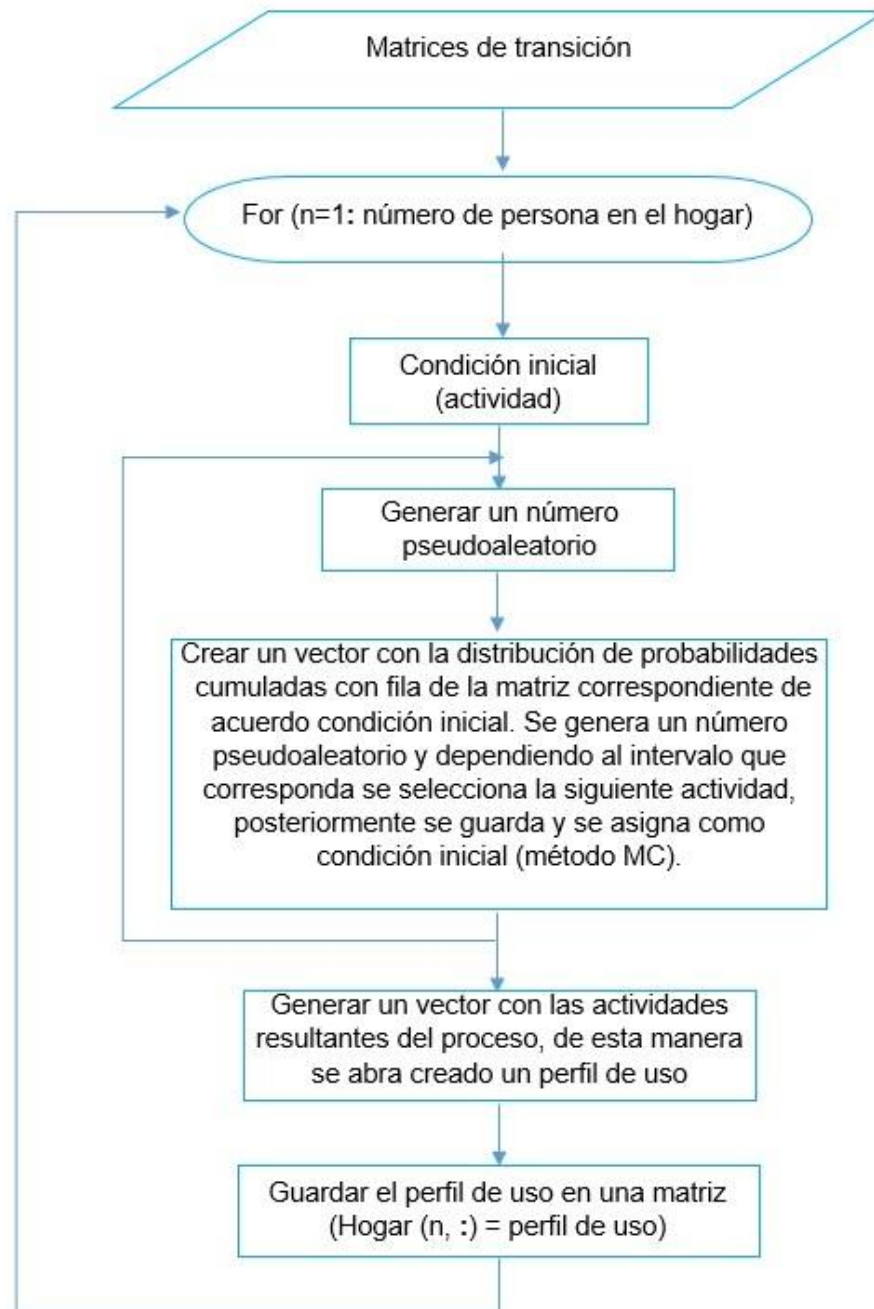 Matrices de transición
For (n=1: número de persona en el hogar)
Condición inicial
(actividad)
Generar un número
pseudoaleatorio
Crear un vector con la distribución de probabilidades
cumuladas con fila de la matriz correspondiente de
acuerdo condición inicial. Se genera un número
pseudoaleatorio y dependiendo al intervalo que
corresponda se selecciona la siguiente actividad,
posteriormente se guarda y se asigna como
condición inicial (método MC).
Generar un vector con las actividades
resultantes del proceso, de esta manera
se abra creado un perfil de uso
Guardar el perfil de uso en una matriz
(Hogar (n, :) = perfil de uso)